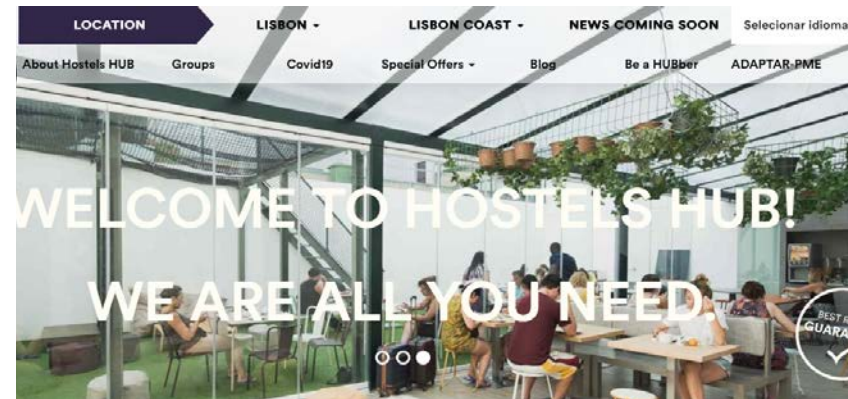 LOCATION LISBON LISBON COAST NEWS COMING SOON Selecionar idioma
About Hostels HUB Groups Covid19 Special Offers Blog Be a HUBber ADAPTAR-PME
WELCOME TO HOSTELS HUB!
WE ARE ALL YOU NEED.
BEST